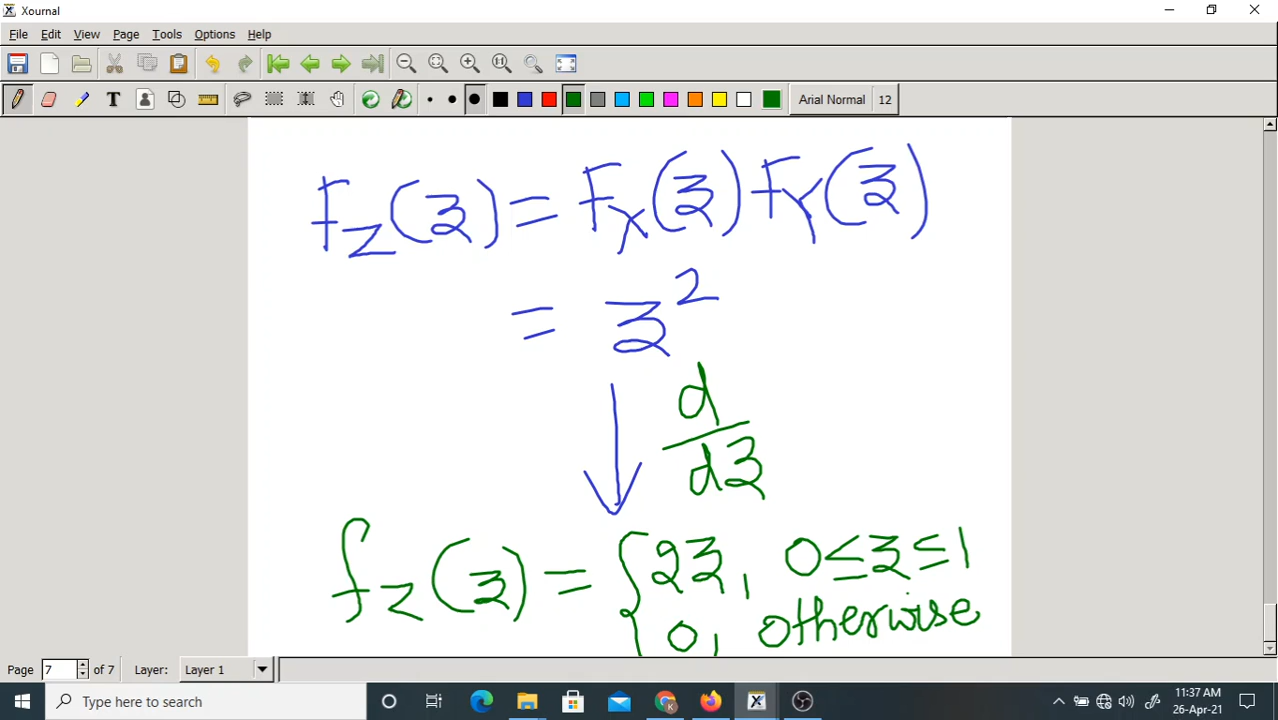 Xournal
File Edit View Page Tools Options Help
Arial Normal 12
F_Z(z) = F_X(z) F_Y(z)
= z^2
d/dz
f_Z(z) = { 2z, 0 ≤ z ≤ 1
0, otherwise
Page 7 of 7 Layer: Layer 1
Type here to search
11:37 AM
26-Apr-21